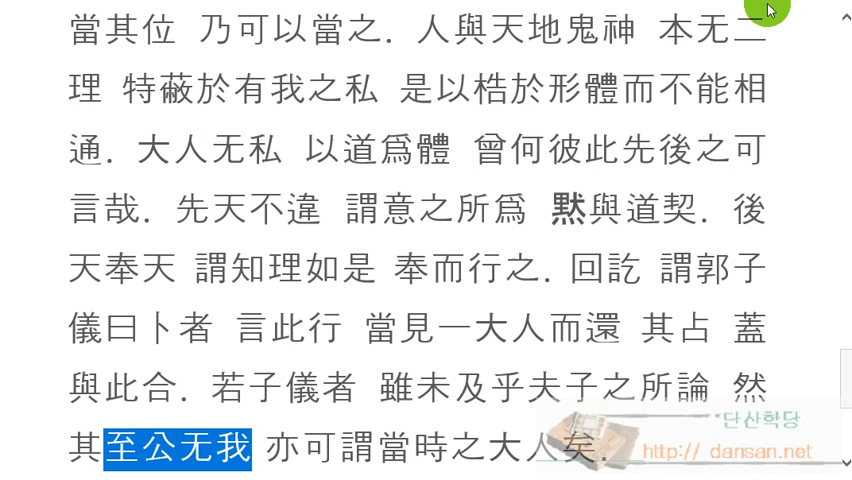 當其位 乃可以當之. 人與天地鬼神 本无二
理 特蔽於有我之私 是以梏於形體而不能相
通. 大人无私 以道爲體 曾何彼此先後之可
言哉. 先天不違 謂意之所爲 默與道契. 後
天奉天 謂知理如是 奉而行之. 回訖 謂郭子
儀曰卜者 言此行 當見一大人而還 其占 蓋
與此合. 若子儀者 雖未及乎夫子之所論 然
其至公无我 亦可謂當時之大人矣.
단산학당
http:// dansan.net